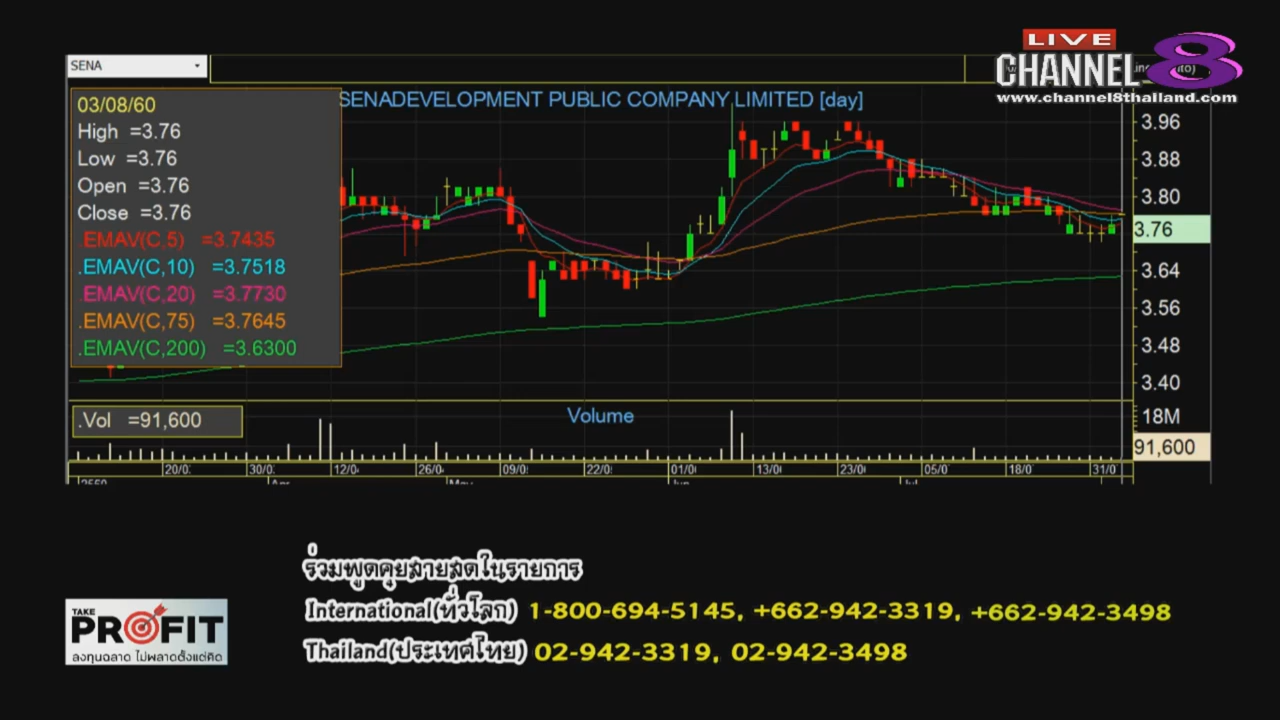 LIVE
CHANNEL 8
www.channel8thailand.com
SENA
SENADEVELOPMENT PUBLIC COMPANY LIMITED [day]
03/08/60
High =3.76
Low =3.76
Open =3.76
Close =3.76
.EMAV(C,5) =3.7435
.EMAV(C,10) =3.7518
.EMAV(C,20) =3.7730
.EMAV(C,75) =3.7645
.EMAV(C,200) =3.6300
3.96
3.88
3.80
3.76
3.64
3.56
3.48
3.40
.Vol =91,600
Volume
18M
91,600
20/0 30/0 12/0 26/0 09/0 22/0 01/0 13/0 23/0 05/0 18/0 31/0
2560 Apr May Jun Jul
ร่วมพูดคุยสายสดในรายการ
International(ทั่วโลก) 1-800-694-5145, +662-942-3319, +662-942-3498
Thailand(ประเทศไทย) 02-942-3319, 02-942-3498
TAKE
PROFIT
ลงทุนฉลาด ไม่พลาดตั้งแต่คิด